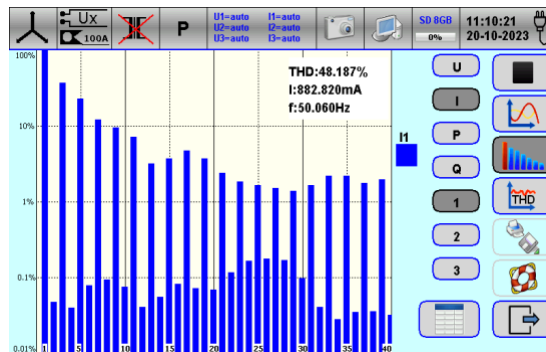 Ux
100A
P
U1=auto I1=auto
U2=auto I2=auto
U3=auto I3=auto
SD 8GB
0%
11:10:21
20-10-2023
100%
10%
1%
0.1%
0.01%
THD:48.187%
I:882.820mA
f:50.060Hz
I1
U
I
P
Q
1
2
3
THD
1 5 10 15 20 25 30 35 40